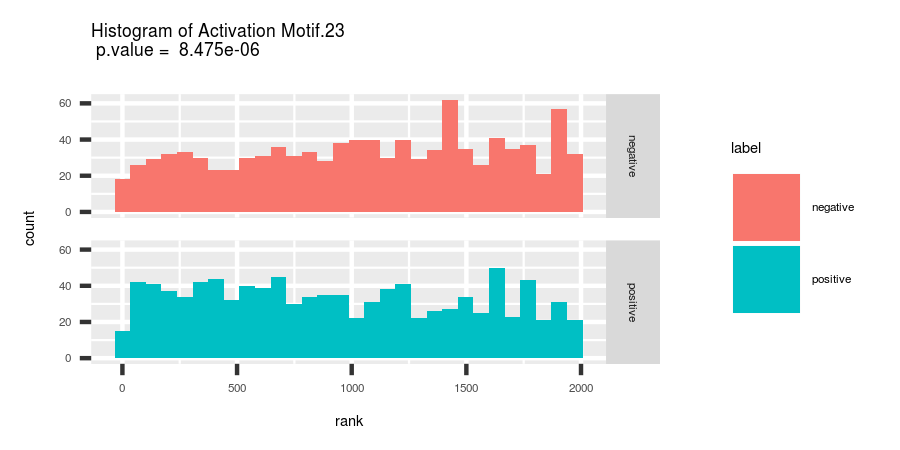 Histogram of Activation Motif.23
p.value = 8.475e-06
count
60
40
20
0
negative
60
40
20
0
positive
0
500
1000
1500
2000
rank
label
negative
positive